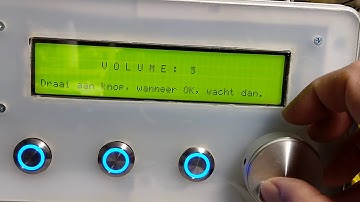 VOLUME: 5
Draai aan knop, wanneer OK, wacht dan.